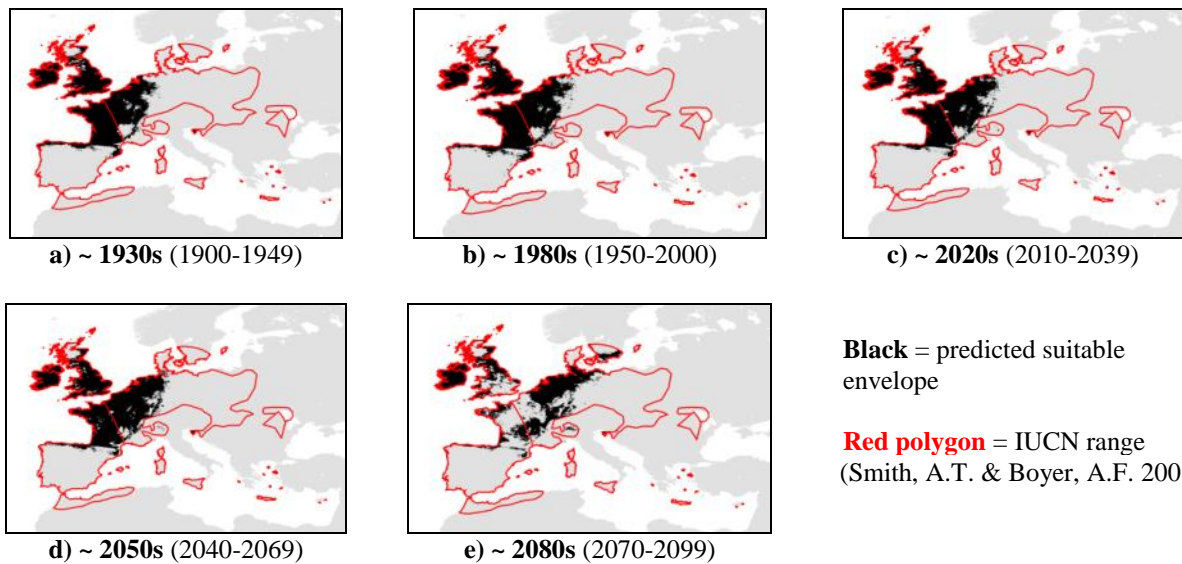 a) ~ 1930s (1900-1949)
b) ~ 1980s (1950-2000)
c) ~ 2020s (2010-2039)
d) ~ 2050s (2040-2069)
e) ~ 2080s (2070-2099)
Black = predicted suitable
envelope
Red polygon = IUCN range
(Smith, A.T. & Boyer, A.F. 200